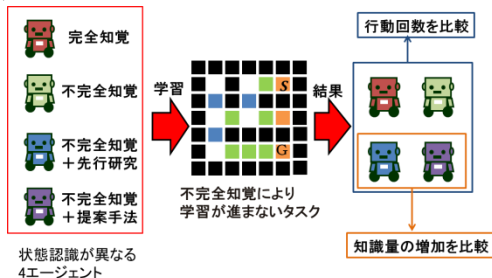 完全知覚
不完全知覚
不完全知覚
+先行研究
不完全知覚
+提案手法
状態認識が異なる
4エージェント
学習
S
G
不完全知覚により
学習が進まないタスク
結果
行動回数を比較
知識量の増加を比較